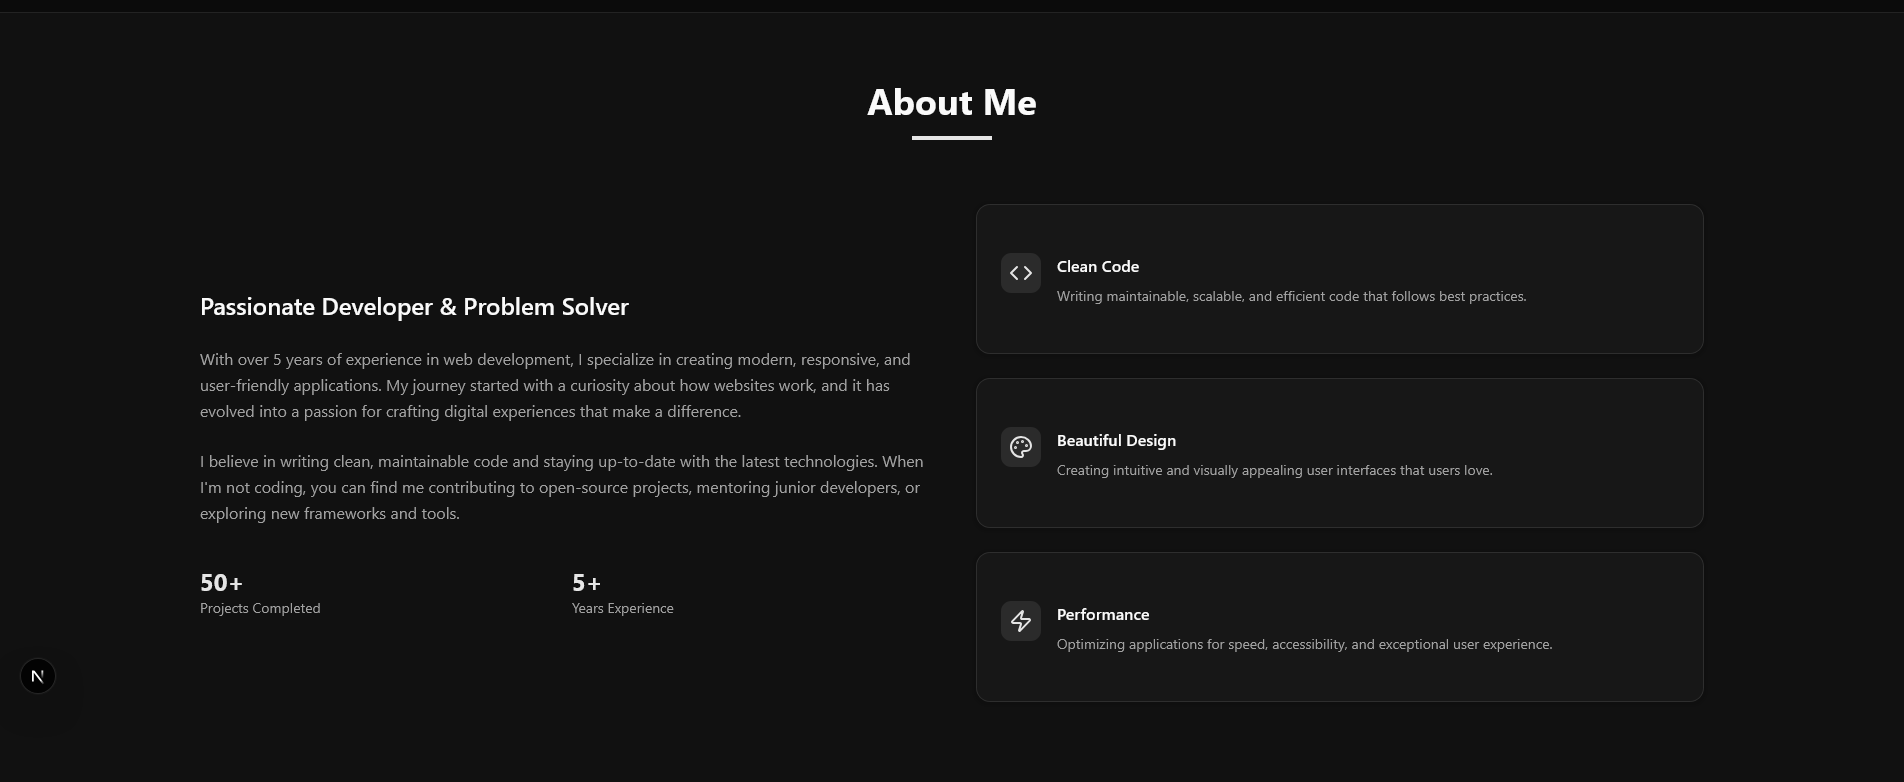 About Me
Passionate Developer & Problem Solver
With over 5 years of experience in web development, I specialize in creating modern, responsive, and
user-friendly applications. My journey started with a curiosity about how websites work, and it has
evolved into a passion for crafting digital experiences that make a difference.
I believe in writing clean, maintainable code and staying up-to-date with the latest technologies. When
I'm not coding, you can find me contributing to open-source projects, mentoring junior developers, or
exploring new frameworks and tools.
50+
Projects Completed
5+
Years Experience
Clean Code
Writing maintainable, scalable, and efficient code that follows best practices.
Beautiful Design
Creating intuitive and visually appealing user interfaces that users love.
Performance
Optimizing applications for speed, accessibility, and exceptional user experience.
N